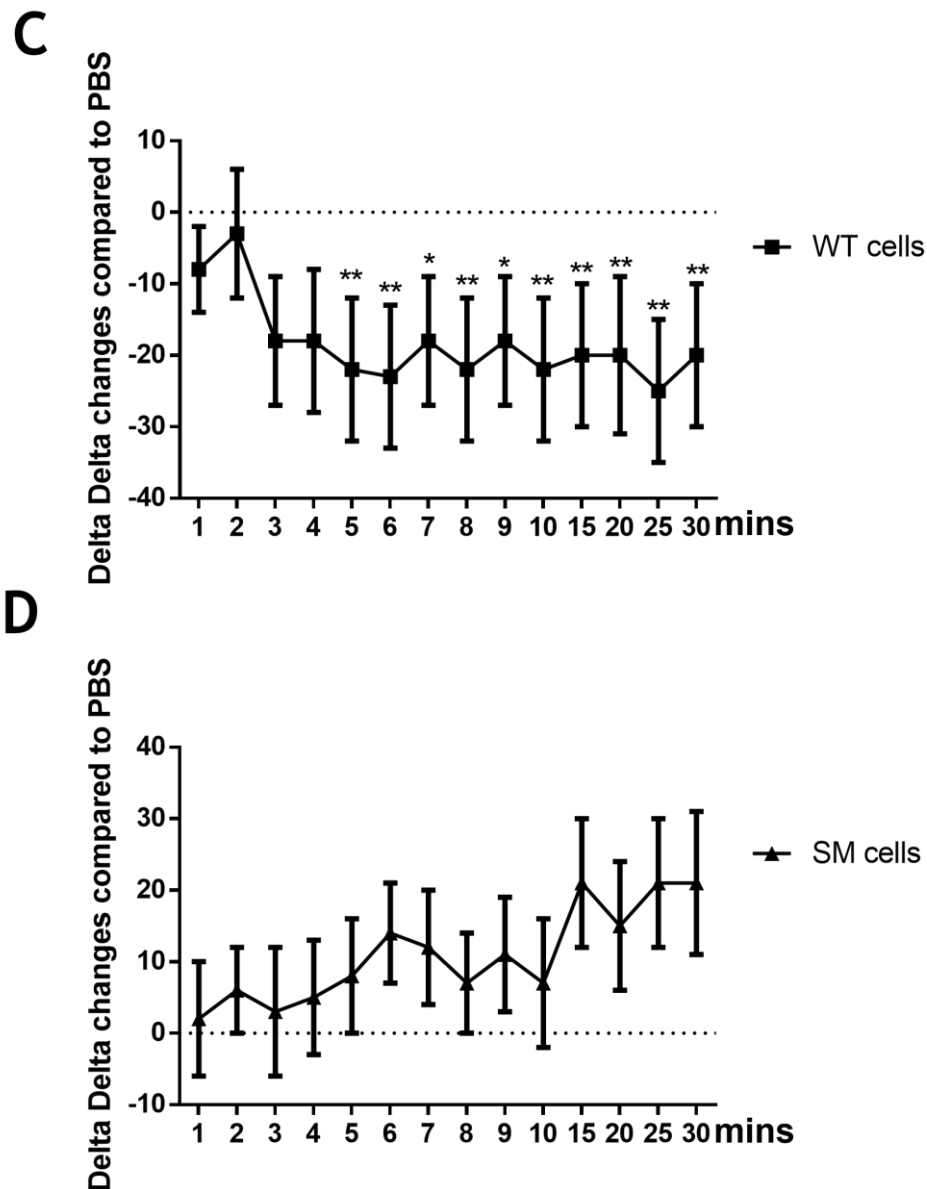 C
Delta Delta changes compared to PBS
10
0
-10
-20
-30
-40
** ** * ** * ** ** ** ** **
1 2 3 4 5 6 7 8 9 10 15 20 25 30 mins
WT cells
D
Delta Delta changes compared to PBS
40
30
20
10
0
-10
1 2 3 4 5 6 7 8 9 10 15 20 25 30 mins
SM cells